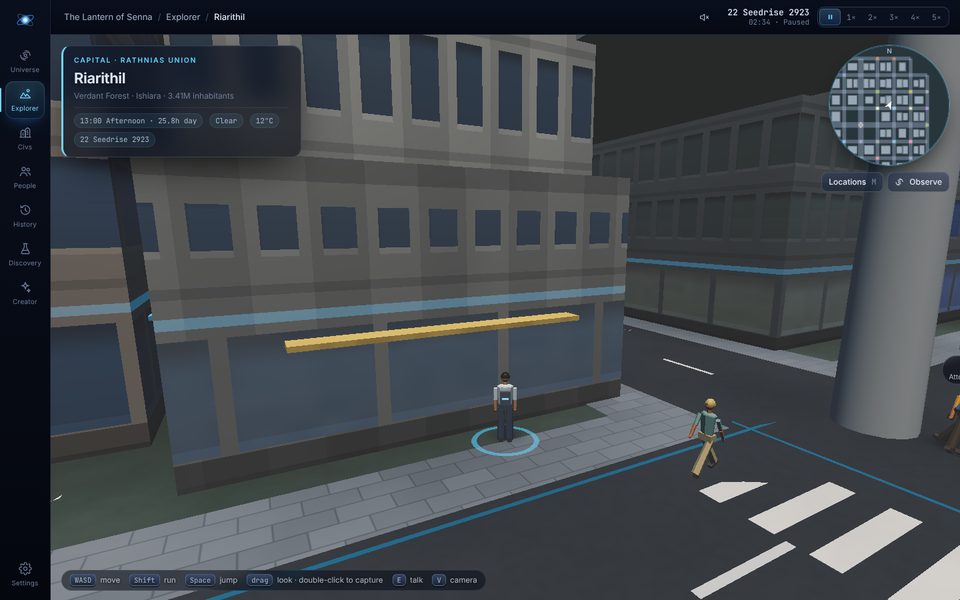 The Lantern of Senna / Explorer / Riarithil
22 Seedrise 2923
02:34 · Paused
1×
2×
3×
4×
5×
Universe
Explorer
Civs
People
History
Discovery
Creator
Settings
CAPITAL · RATHNIAS UNION
Riarithil
Verdant Forest · Ishiara · 3.41M inhabitants
13:00 Afternoon · 25.8h day
Clear
12°C
22 Seedrise 2923
N
Locations M
Observe
Atte
WASD move Shift run Space jump drag look · double-click to capture E talk V camera